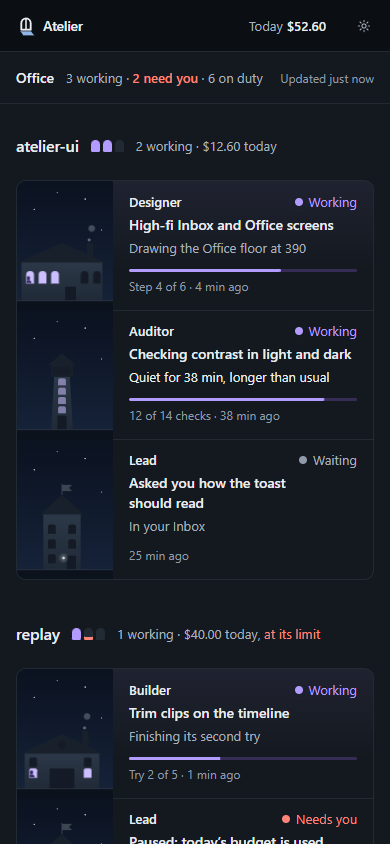 Atelier
Today $52.60
Office 3 working · 2 need you · 6 on duty Updated just now
atelier-ui 2 working · $12.60 today
Designer Working
High-fi Inbox and Office screens
Drawing the Office floor at 390
Step 4 of 6 · 4 min ago
Auditor Working
Checking contrast in light and dark
Quiet for 38 min, longer than usual
12 of 14 checks · 38 min ago
Lead Waiting
Asked you how the toast
should read
In your Inbox
25 min ago
replay 1 working · $40.00 today, at its limit
Builder Working
Trim clips on the timeline
Finishing its second try
Try 2 of 5 · 1 min ago
Lead Needs you
Paused: today's budget is used